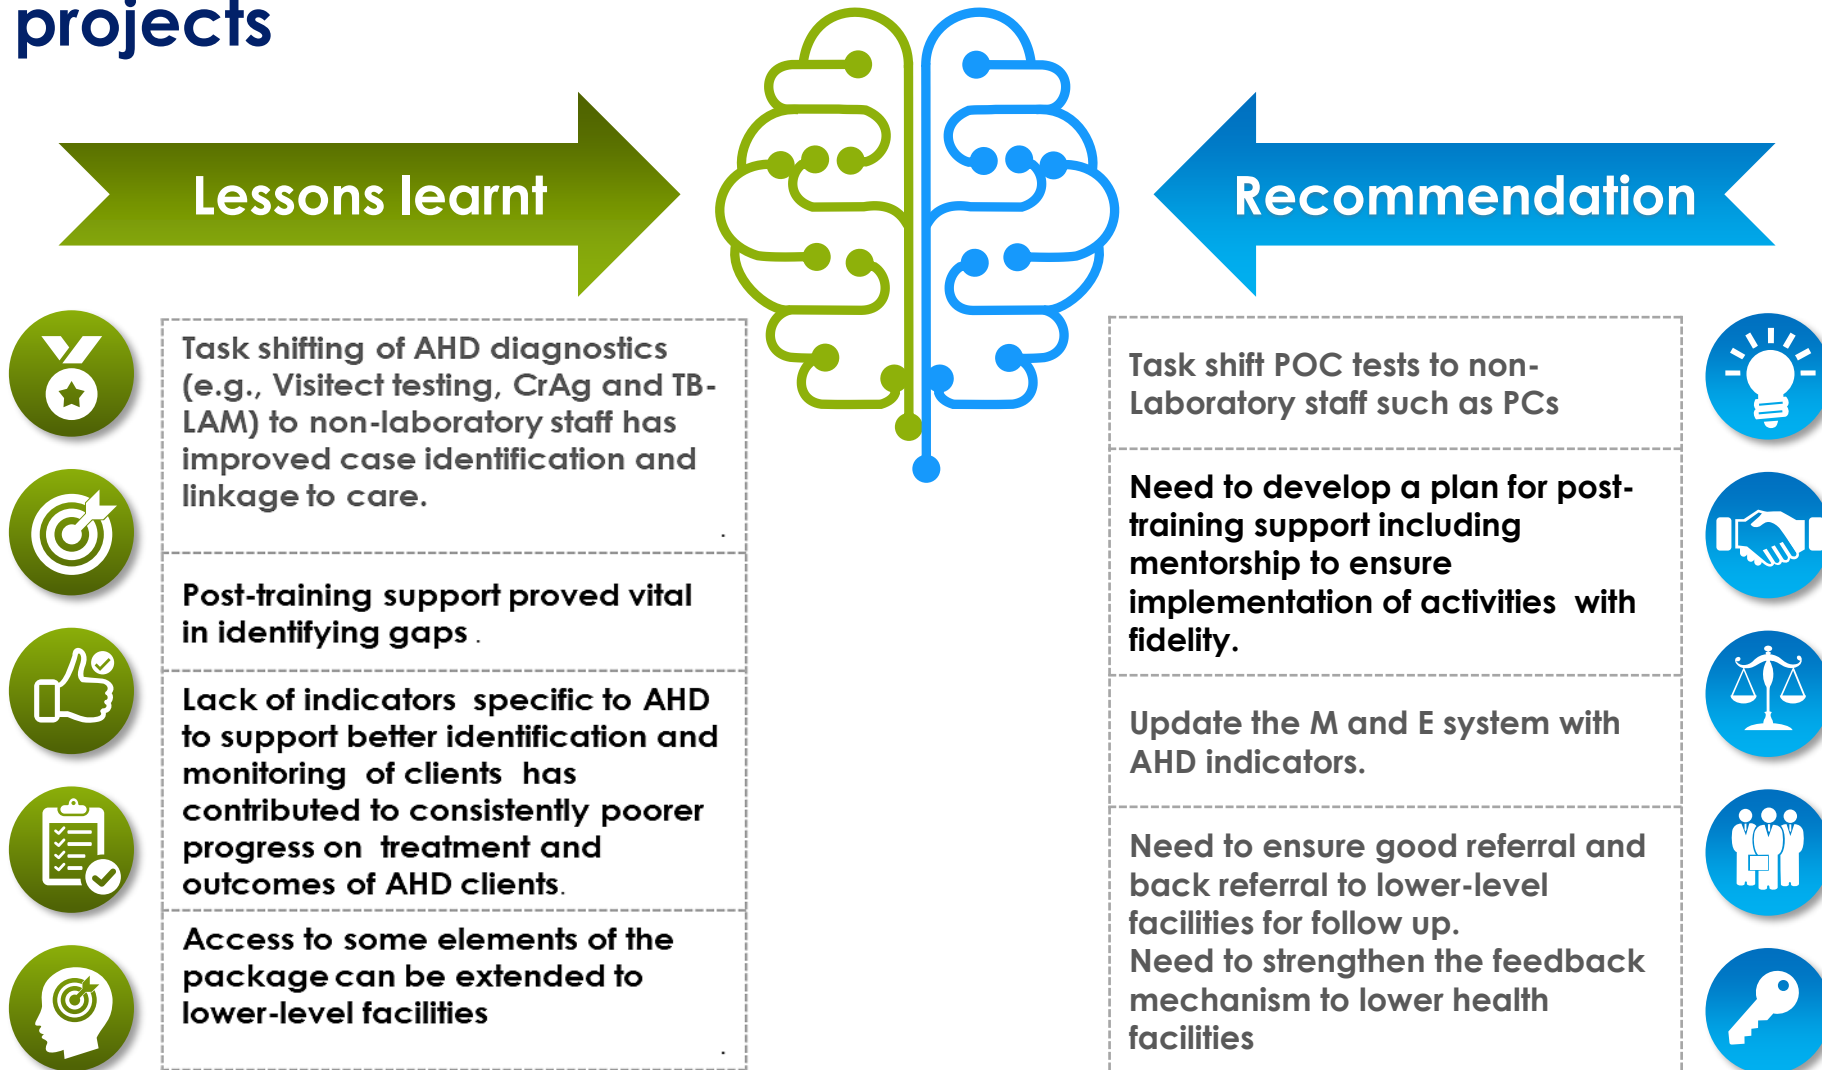 projects
Lessons learnt
Task shifting of AHD diagnostics
(e.g., Visitect testing, CrAg and TB-
LAM) to non-laboratory staff has
improved case identification and
linkage to care.
.
Post-training support proved vital
in identifying gaps .
Lack of indicators specific to AHD
to support better identification and
monitoring of clients has
contributed to consistently poorer
progress on treatment and
outcomes of AHD clients.
Access to some elements of the
package can be extended to
lower-level facilities
.
Recommendation
Task shift POC tests to non-
Laboratory staff such as PCs
Need to develop a plan for post-
training support including
mentorship to ensure
implementation of activities with
fidelity.
Update the M and E system with
AHD indicators.
Need to ensure good referral and
back referral to lower-level
facilities for follow up.
Need to strengthen the feedback
mechanism to lower health
facilities